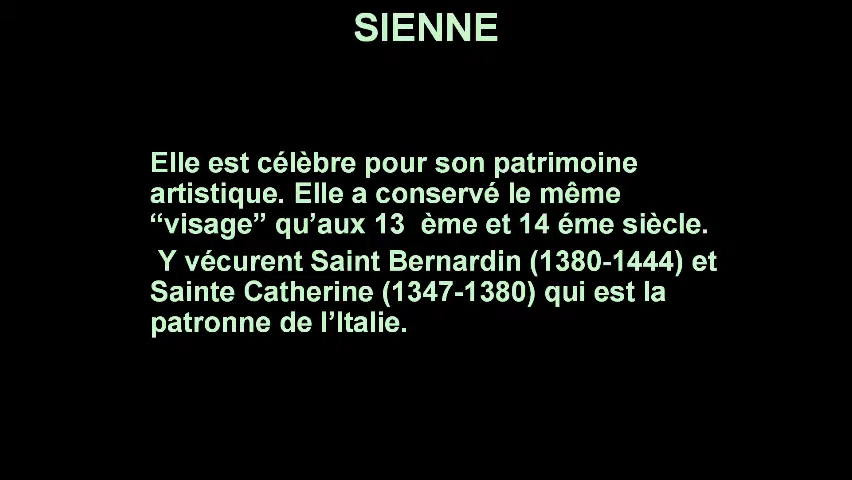 SIENNE
Elle est célèbre pour son patrimoine
artistique. Elle a conservé le même
“visage” qu’aux 13  ème et 14 éme siècle.
Y vécurent Saint Bernardin (1380-1444) et
Sainte Catherine (1347-1380) qui est la
patronne de l’Italie.